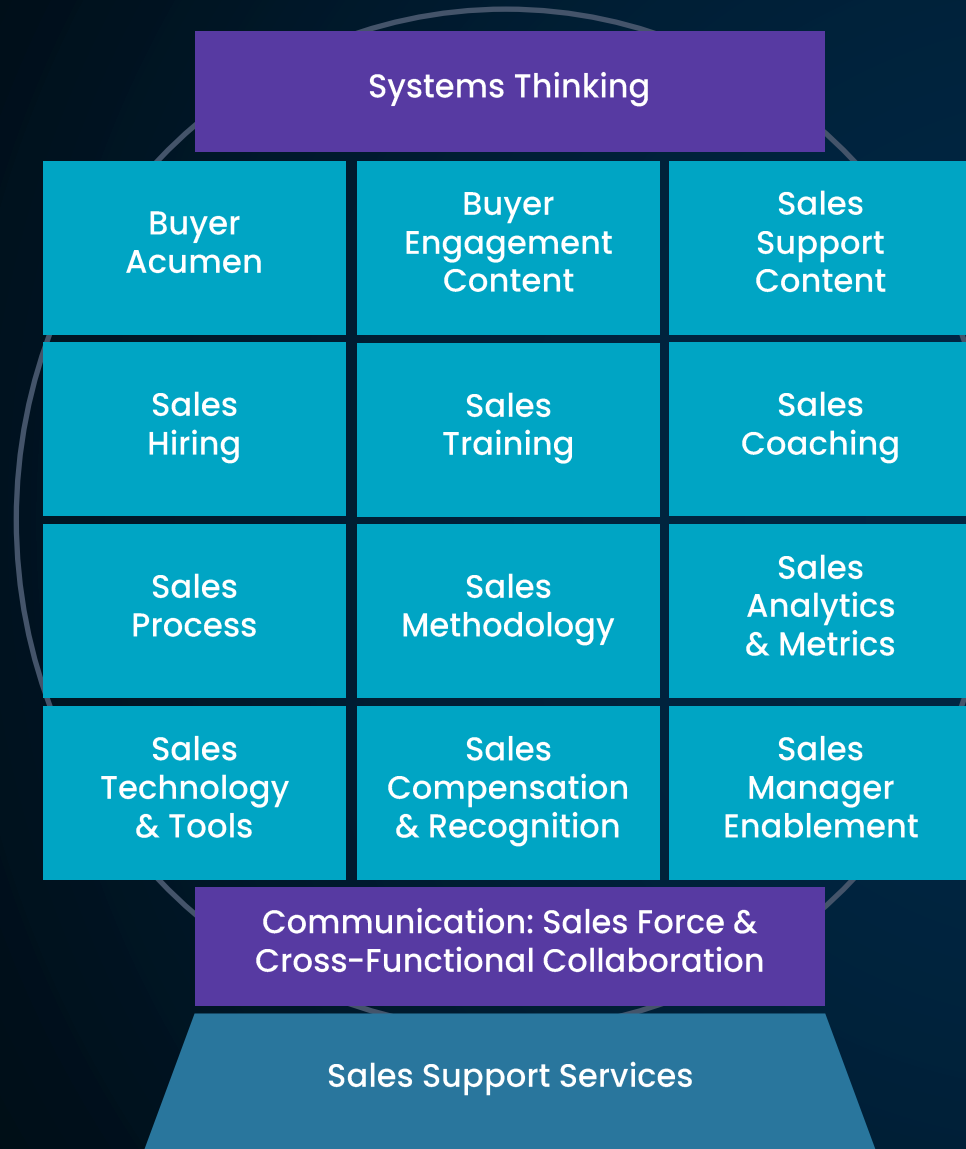 Systems Thinking
Buyer
Acumen
Buyer
Engagement
Content
Sales
Support
Content
Sales
Hiring
Sales
Training
Sales
Coaching
Sales
Process
Sales
Methodology
Sales
Analytics
& Metrics
Sales
Technology
& Tools
Sales
Compensation
& Recognition
Sales
Manager
Enablement
Communication: Sales Force &
Cross-Functional Collaboration
Sales Support Services